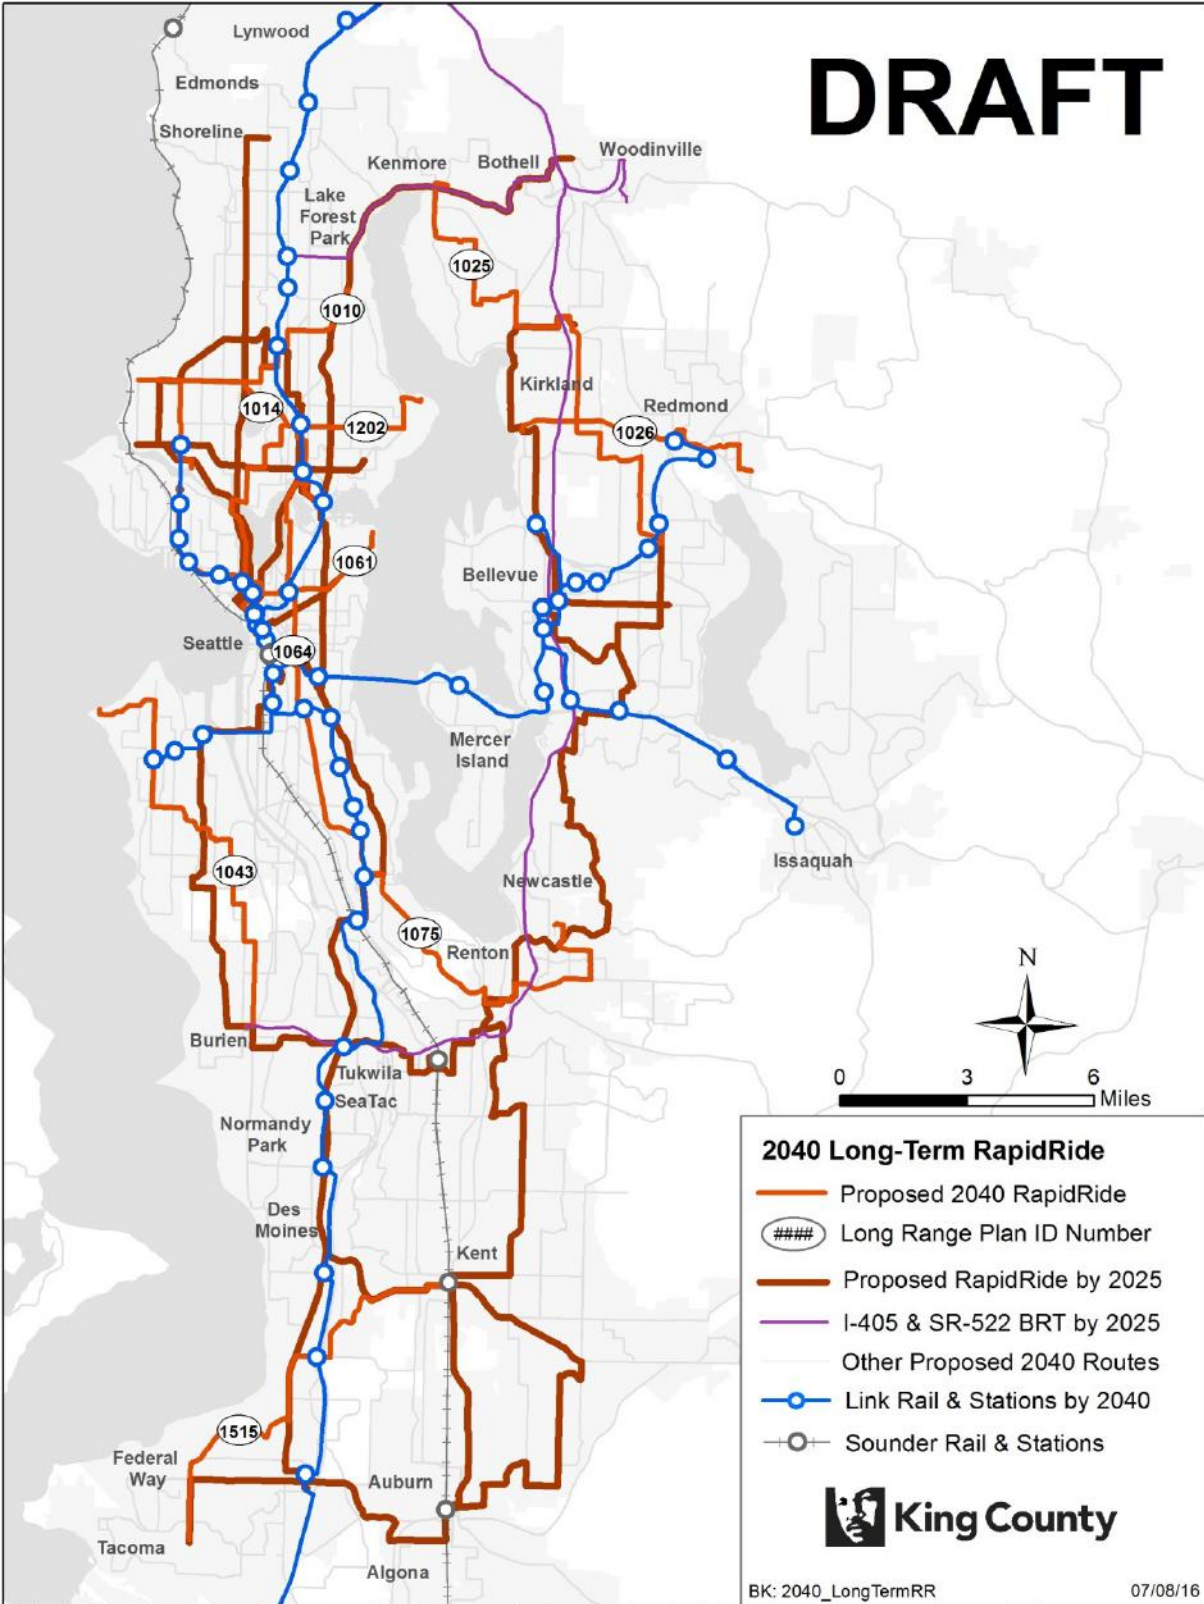 DRAFT
Lynwood
Edmonds
Shoreline
Kenmore
Bothell
Woodinville
Lake
Forest
Park
1025
1010
Kirkland
Redmond
1014
1202
1026
1061
Bellevue
Seattle
1064
Mercer
Island
Issaquah
1043
Newcastle
1075
Renton
N
Burien
Tukwila
SeaTac
0 3 6
Miles
Normandy
Park
Des
Moines
Kent
1515
Federal
Way
Auburn
Tacoma
Algona
2040 Long-Term RapidRide
Proposed 2040 RapidRide
#### Long Range Plan ID Number
Proposed RapidRide by 2025
I-405 & SR-522 BRT by 2025
Other Proposed 2040 Routes
Link Rail & Stations by 2040
Sounder Rail & Stations
King County
BK: 2040_LongTermRR 07/08/16